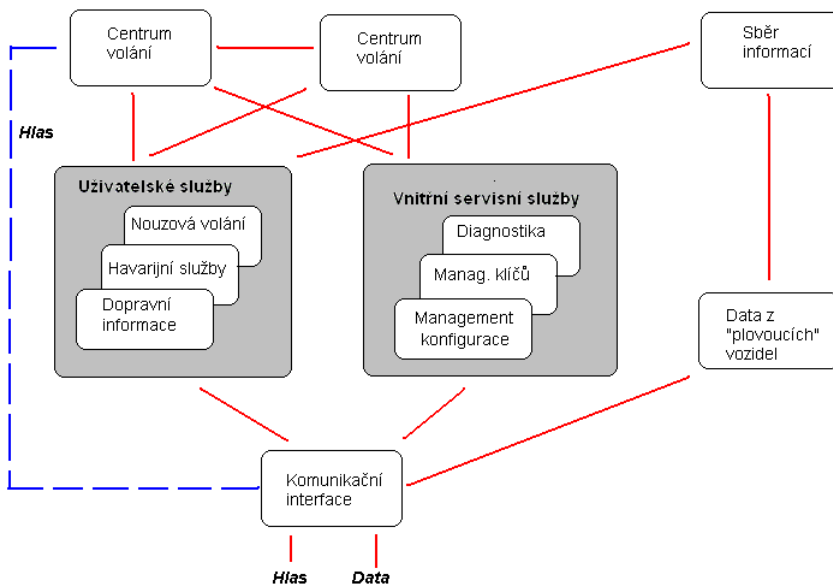 Centrum
volání
Centrum
volání
Sběr
informací
Hlas
Uživatelské služby
Nouzová volání
Havarijní služby
Dopravní
informace
Vnitřní servisní služby
Diagnostika
Manag. klíčů
Management
konfigurace
Data z
"plovoucích"
vozidel
Komunikační
interface
Hlas
Data